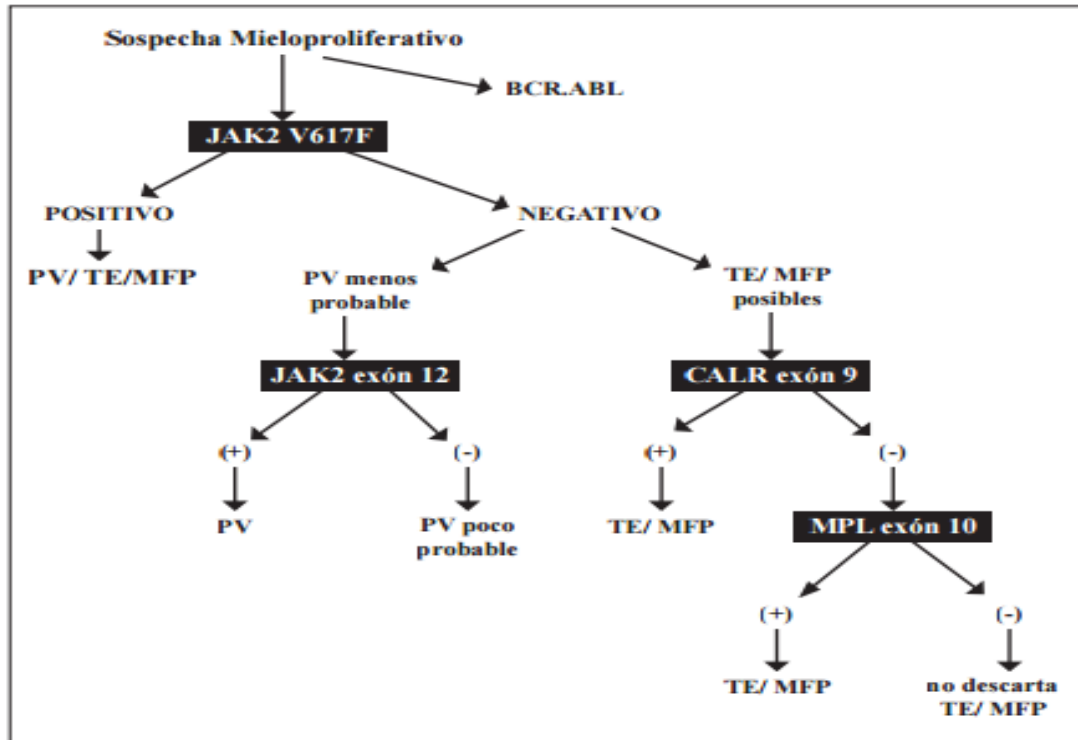 Sospecha Mieloproliferativo
BCR.ABL
JAK2 V617F
POSITIVO
NEGATIVO
PV/ TE/MFP
PV menos
probable
TE/ MFP
posibles
JAK2 exón 12
CALR exón 9
(+)
(-)
(+)
(-)
PV
PV poco
probable
TE/ MFP
MPL exón 10
(+)
(-)
TE/ MFP
no descarta
TE/ MFP